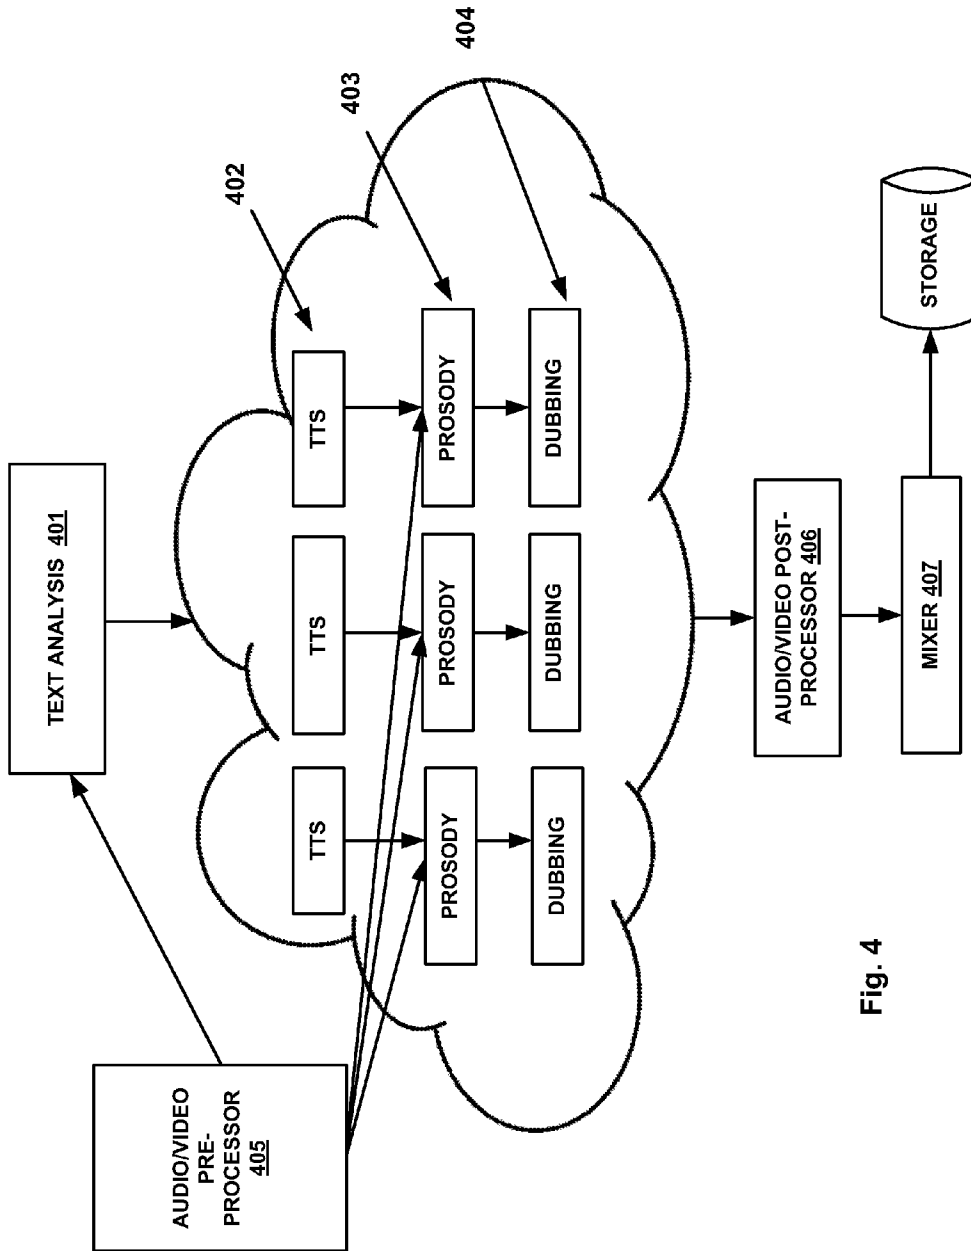 AUDIO/VIDEO
PRE-
PROCESSOR
405
TEXT ANALYSIS 401
402
403
404
TTS
TTS
TTS
PROSODY
PROSODY
PROSODY
DUBBING
DUBBING
DUBBING
AUDIO/VIDEO POST-
PROCESSOR 406
MIXER 407
STORAGE
Fig. 4